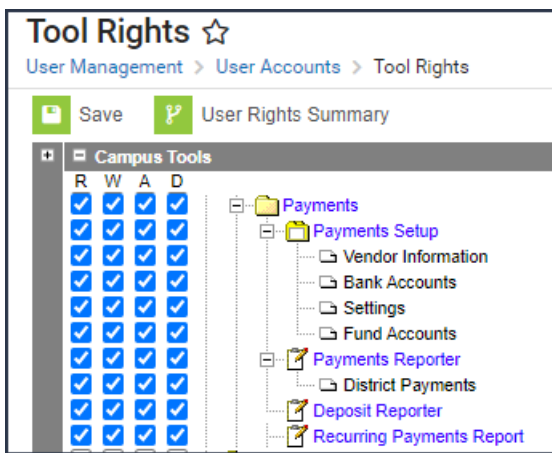 Tool Rights
User Management > User Accounts > Tool Rights
Save User Rights Summary
Campus Tools
R W A D
Payments
Payments Setup
Vendor Information
Bank Accounts
Settings
Fund Accounts
Payments Reporter
District Payments
Deposit Reporter
Recurring Payments Report